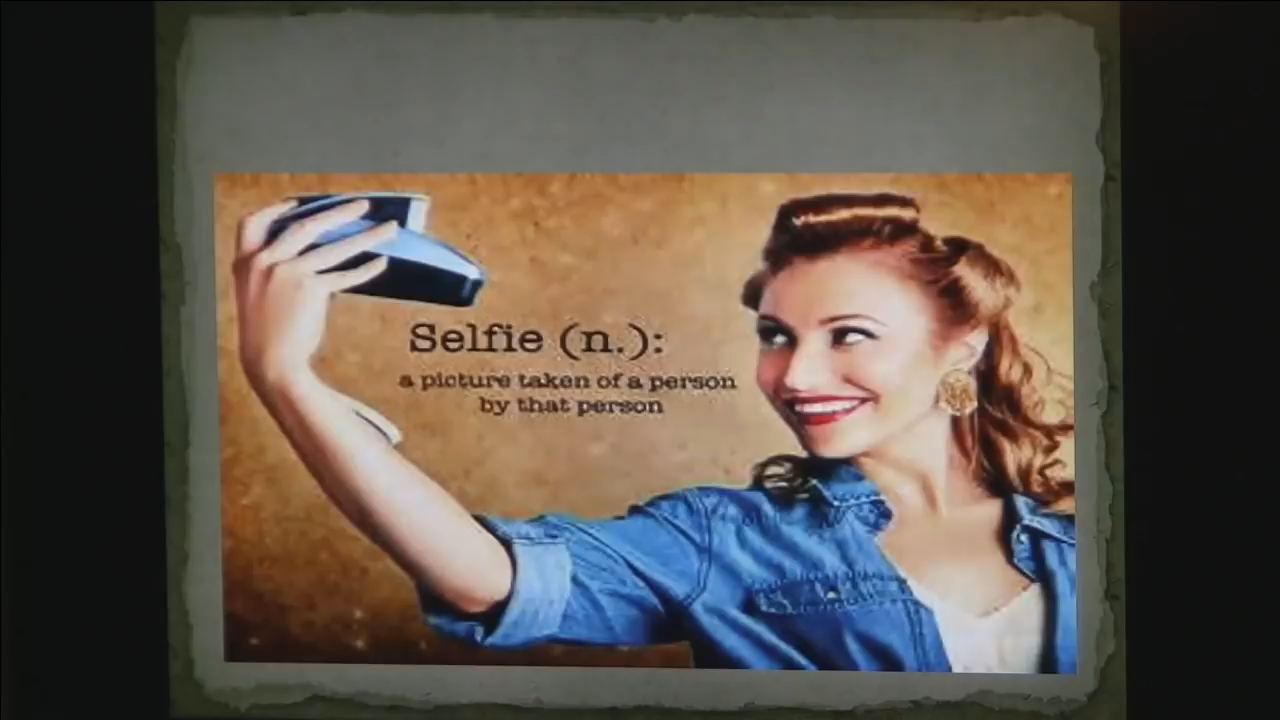 Selfie (n.):
a picture taken of a person
by that person